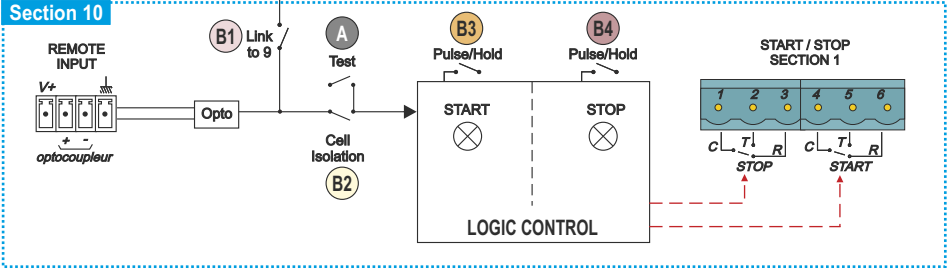 Section 10
REMOTE
INPUT
V+
+ -
optocoupleur
Opto
B1 Link
to 9
A
Test
Cell
Isolation
B2
B3
Pulse/Hold
B4
Pulse/Hold
START
STOP
LOGIC CONTROL
START / STOP
SECTION 1
1 2 3 4 5 6
C T R C T R
STOP START